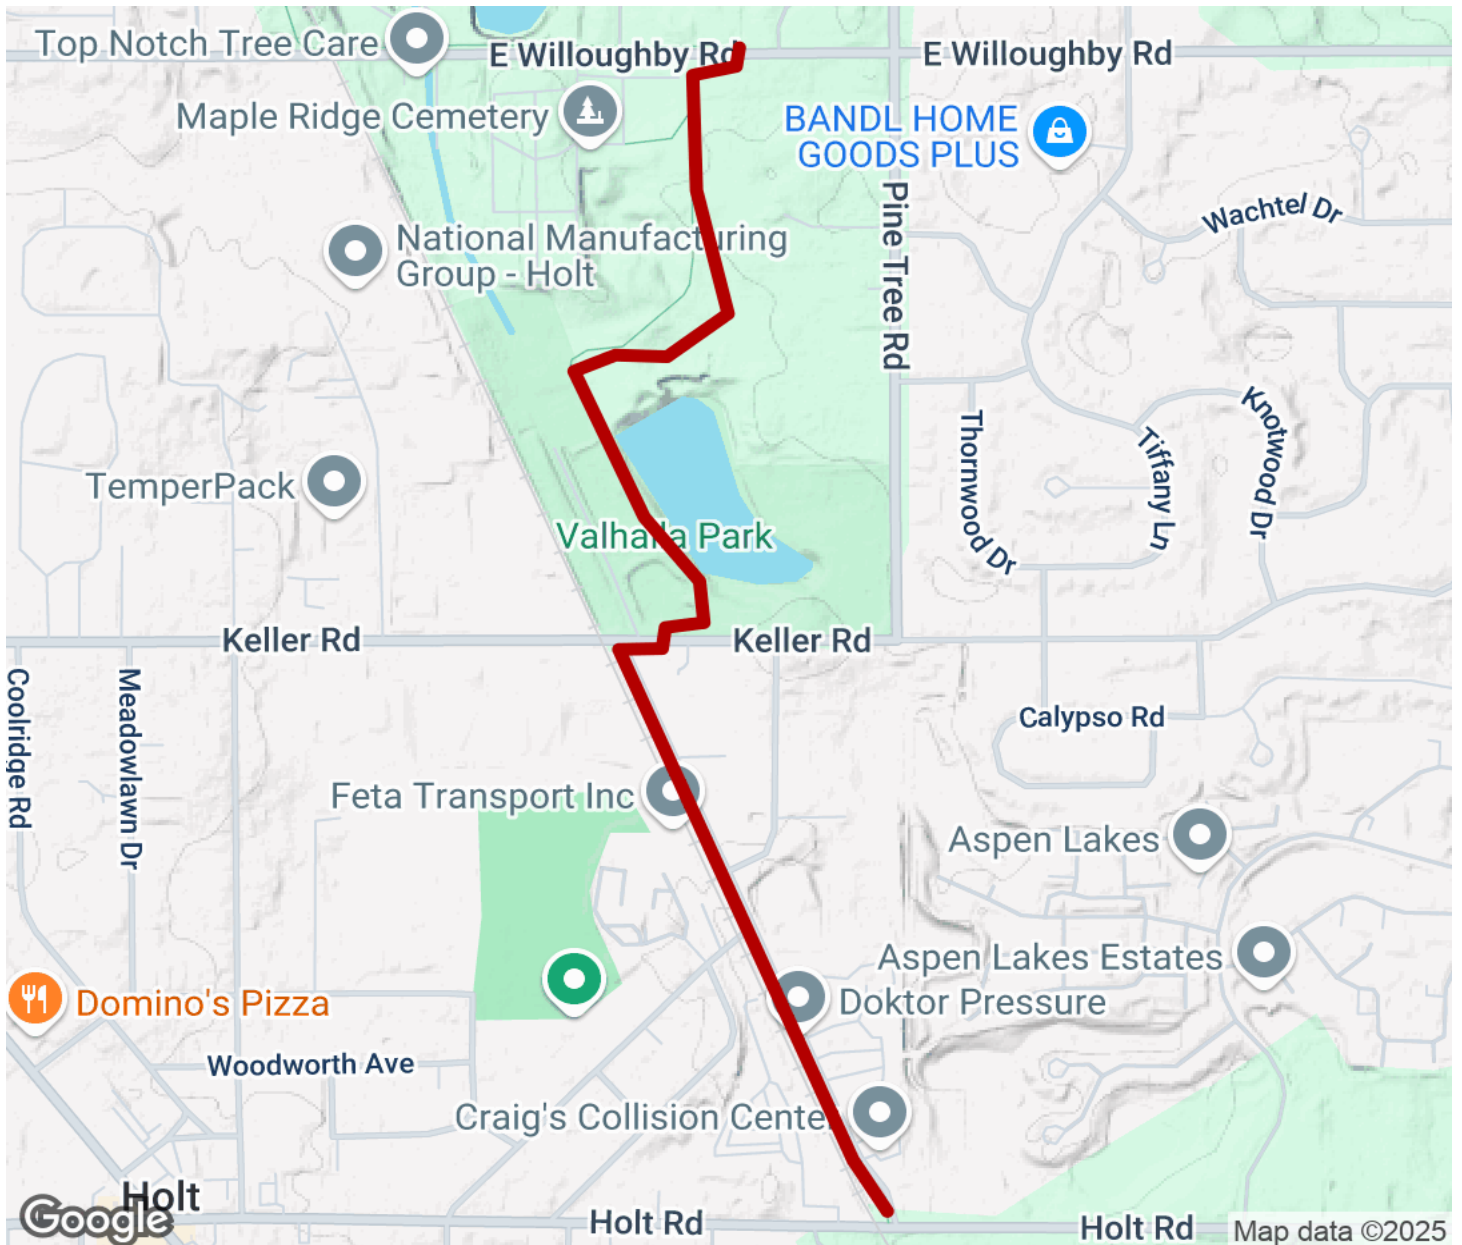 Top Notch Tree Care
E Willoughby Rd
E Willoughby Rd
Maple Ridge Cemetery
BANDL HOME
GOODS PLUS
Pine Tree Rd
Wachtel Dr
National Manufacturing
Group - Holt
Thornwood Dr
Tiffany Ln
Knotwood Dr
TemperPack
Valhalla Park
Keller Rd
Keller Rd
Coolridge Rd
Meadowlawn Dr
Calypso Rd
Feta Transport Inc
Aspen Lakes
Aspen Lakes Estates
Domino's Pizza
Doktor Pressure
Woodworth Ave
Craig's Collision Center
Holt
Google
Holt Rd
Holt Rd
Map data ©2025